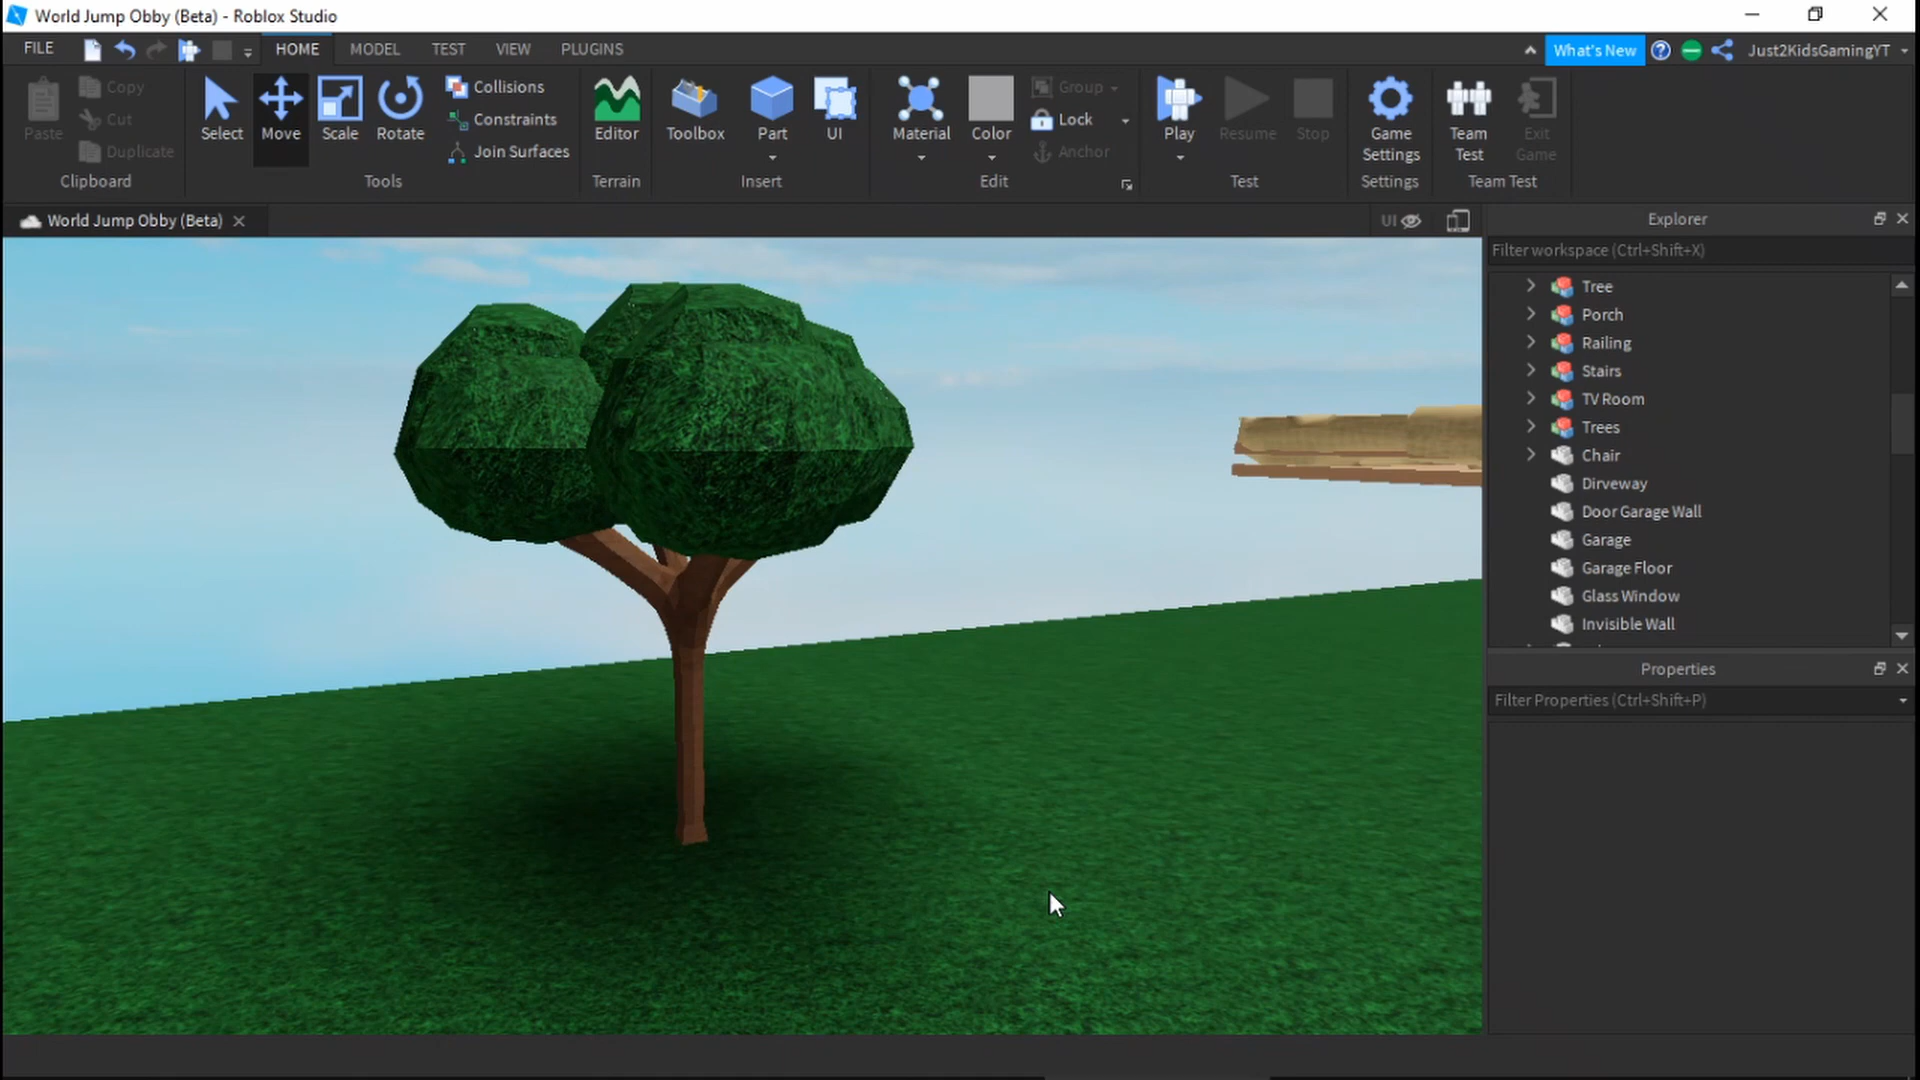 World Jump Obby (Beta) - Roblox Studio
FILE
HOME
MODEL
TEST
VIEW
PLUGINS
What's New
Just2KidsGamingYT
Paste
Copy
Cut
Duplicate
Clipboard
Select
Move
Scale
Rotate
Collisions
Constraints
Join Surfaces
Tools
Editor
Terrain
Toolbox
Part
UI
Insert
Material
Color
Group
Lock
Anchor
Edit
Play
Resume
Stop
Test
Game
Settings
Settings
Team
Test
Exit
Game
Team Test
World Jump Obby (Beta)
UI
Explorer
Filter workspace (Ctrl+Shift+X)
Tree
Porch
Railing
Stairs
TV Room
Trees
Chair
Dirveway
Door Garage Wall
Garage
Garage Floor
Glass Window
Invisible Wall
Properties
Filter Properties (Ctrl+Shift+P)